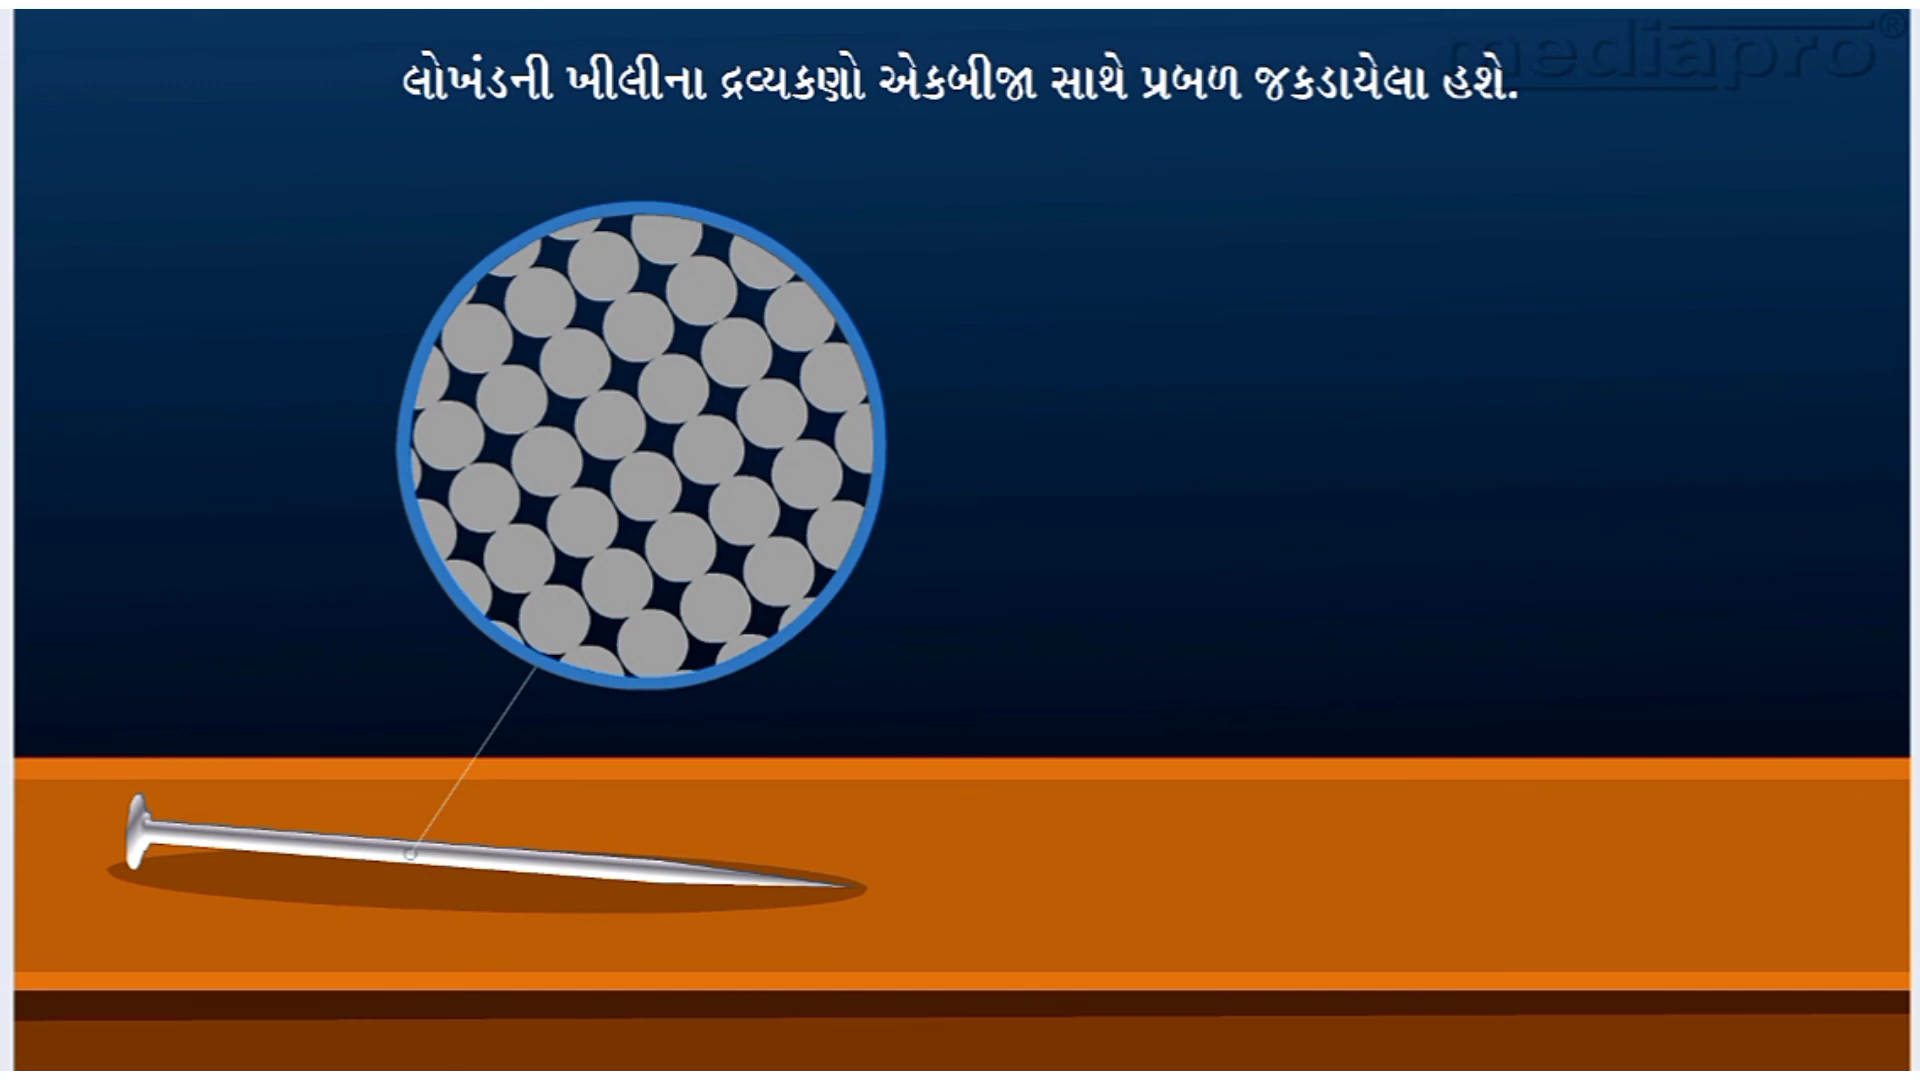 લોખંડની ખીલીના દ્રવ્યકણો એકબીજા સાથે પ્રબળ જકડાયેલા હશે.
mediapro®